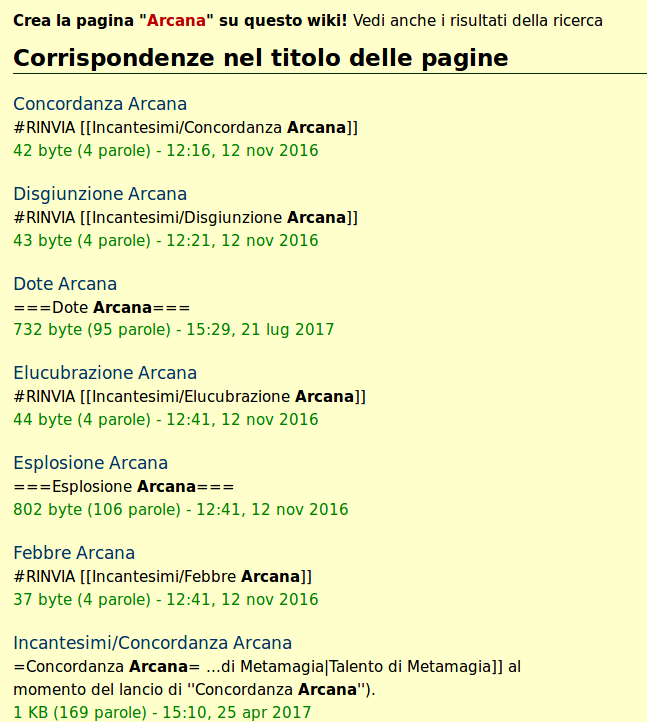 Crea la pagina "Arcana" su questo wiki! Vedi anche i risultati della ricerca
Corrispondenze nel titolo delle pagine
Concordanza Arcana
#RINVIA [[Incantesimi/Concordanza Arcana]]
42 byte (4 parole) - 12:16, 12 nov 2016
Disgiunzione Arcana
#RINVIA [[Incantesimi/Disgiunzione Arcana]]
43 byte (4 parole) - 12:21, 12 nov 2016
Dote Arcana
===Dote Arcana===
732 byte (95 parole) - 15:29, 21 lug 2017
Elucubrazione Arcana
#RINVIA [[Incantesimi/Elucubrazione Arcana]]
44 byte (4 parole) - 12:41, 12 nov 2016
Esplosione Arcana
===Esplosione Arcana===
802 byte (106 parole) - 12:41, 12 nov 2016
Febbre Arcana
#RINVIA [[Incantesimi/Febbre Arcana]]
37 byte (4 parole) - 12:41, 12 nov 2016
Incantesimi/Concordanza Arcana
=Concordanza Arcana= ...di Metamagia|Talento di Metamagia]] al
momento del lancio di ''Concordanza Arcana'').
1 KB (169 parole) - 15:10, 25 apr 2017